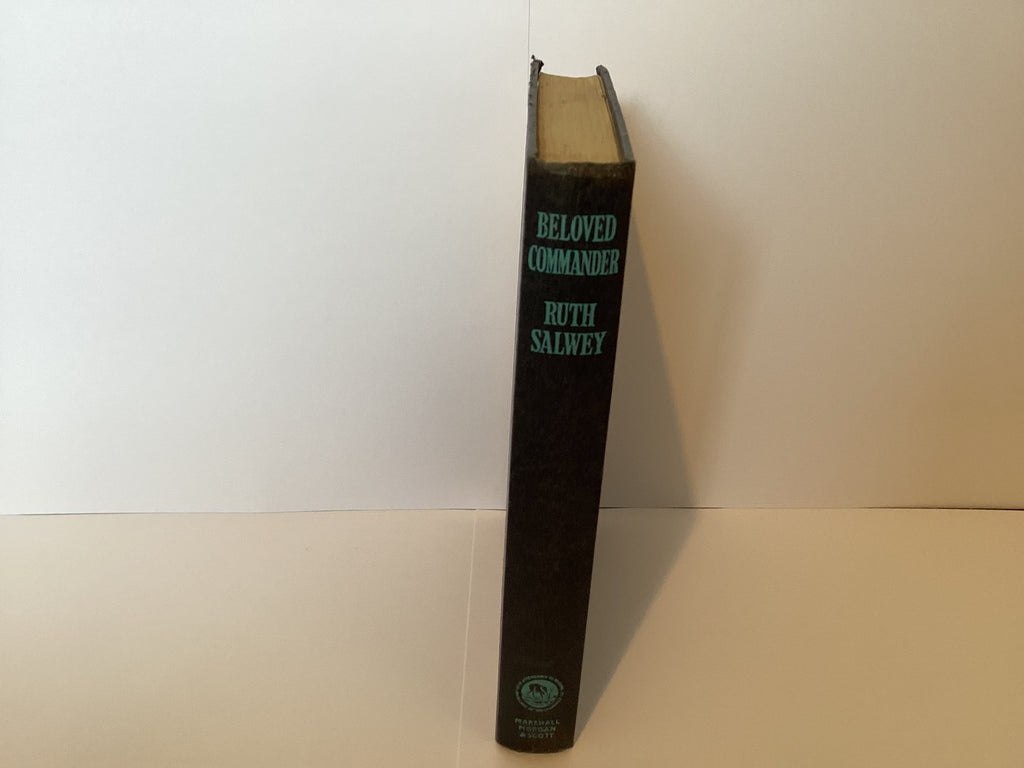 BELOVED
COMMANDER
RUTH
SALWEY
MARSHALL
MORGAN
& SCOTT